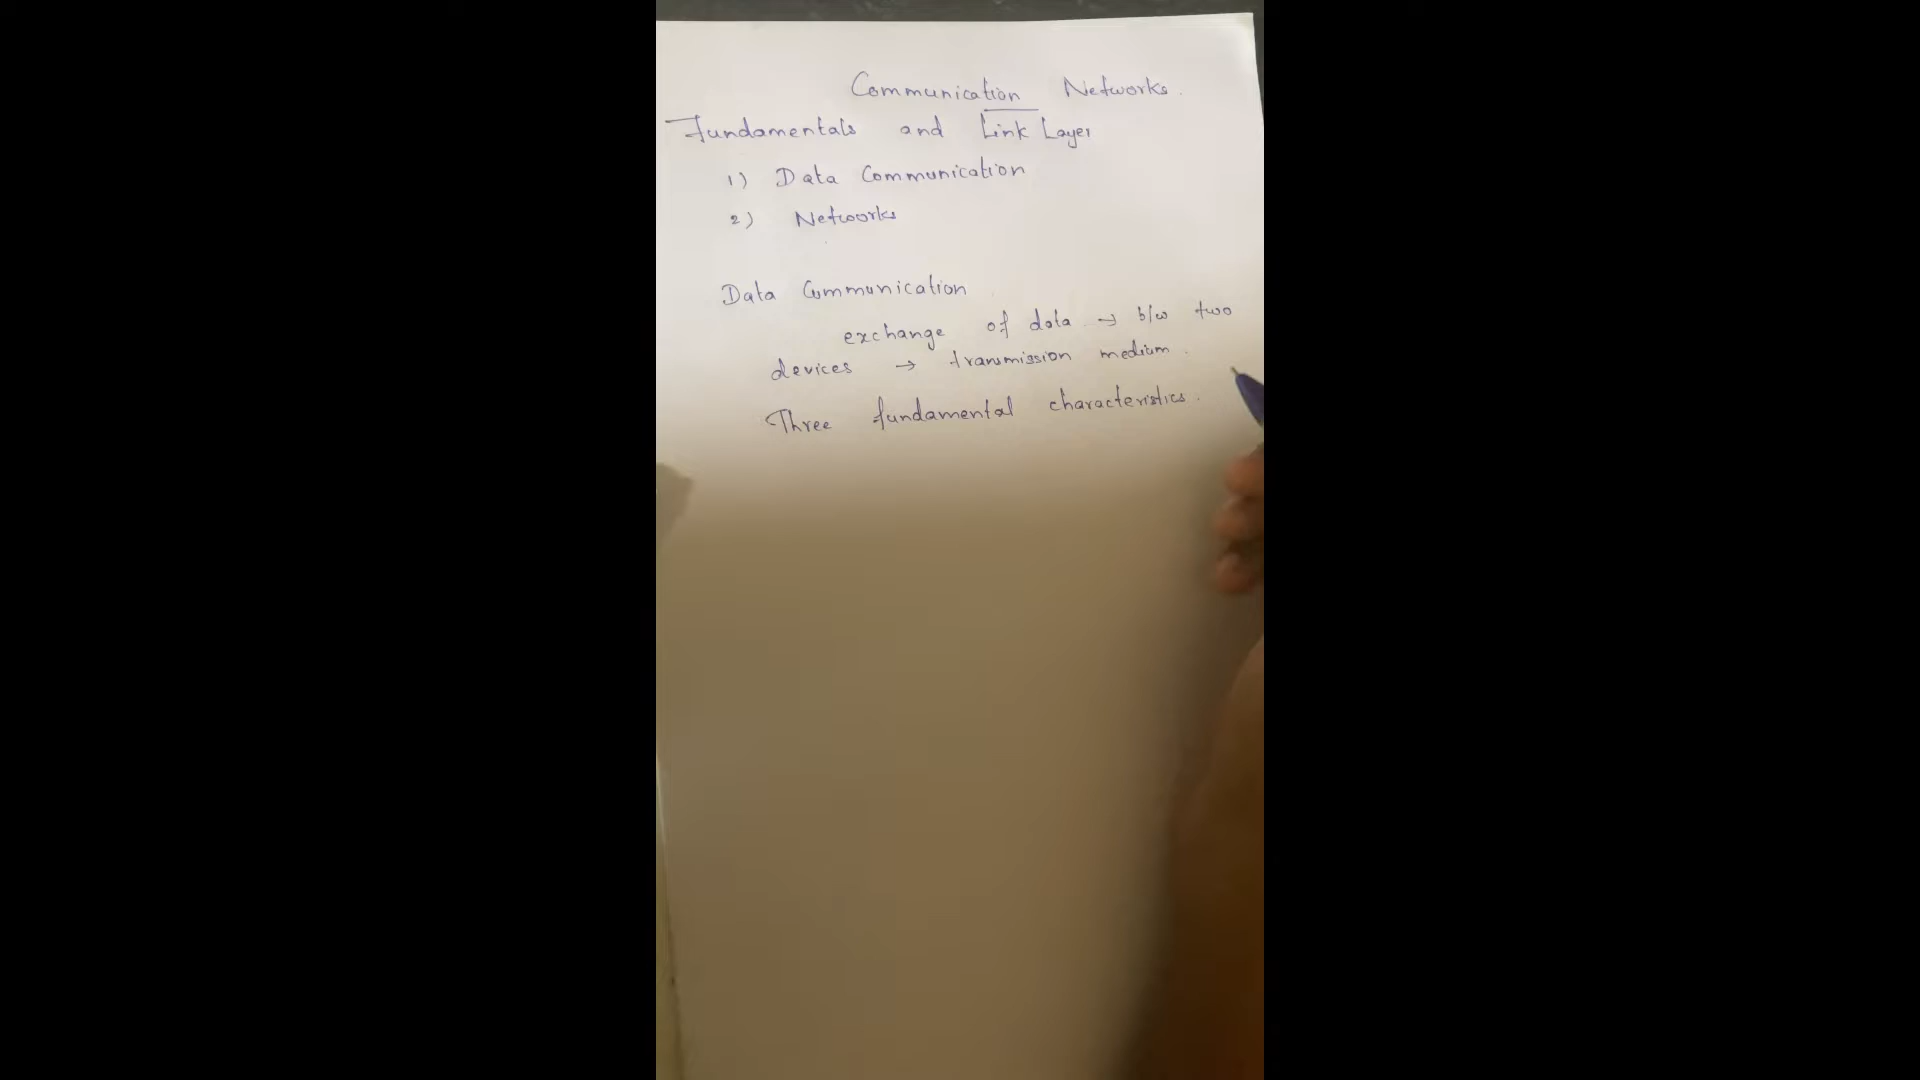 Communication Networks.
Fundamentals and Link Layer
1) Data Communication
2) Networks
Data Communication
exchange of data → b/w two
devices → transmission medium.
Three fundamental characteristics.